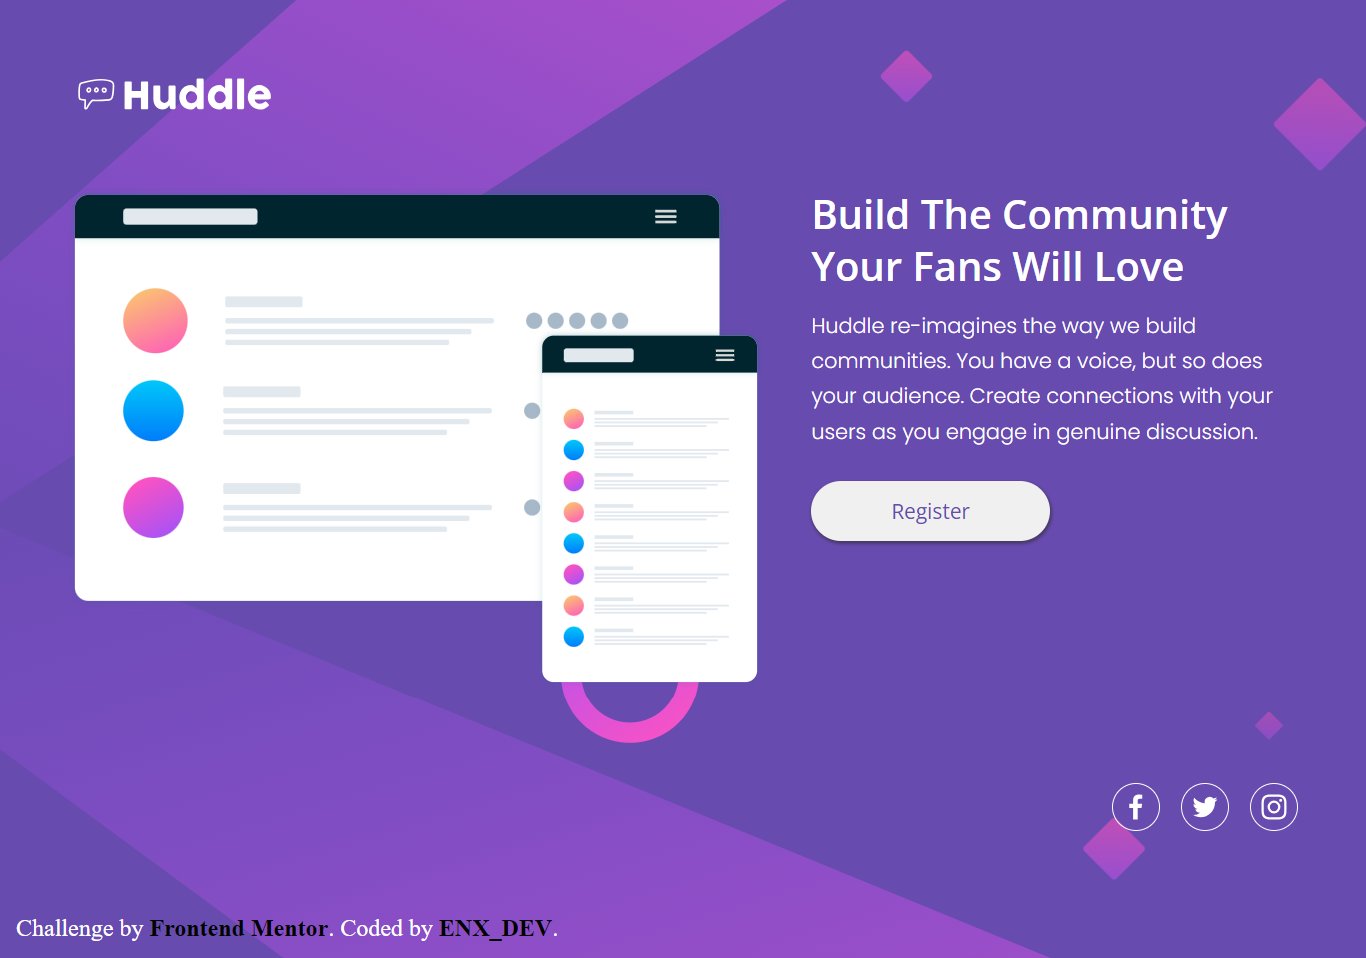 Huddle
Build The Community
Your Fans Will Love
Huddle re-imagines the way we build
communities. You have a voice, but so does
your audience. Create connections with your
users as you engage in genuine discussion.
Register
Challenge by Frontend Mentor. Coded by ENX_DEV.